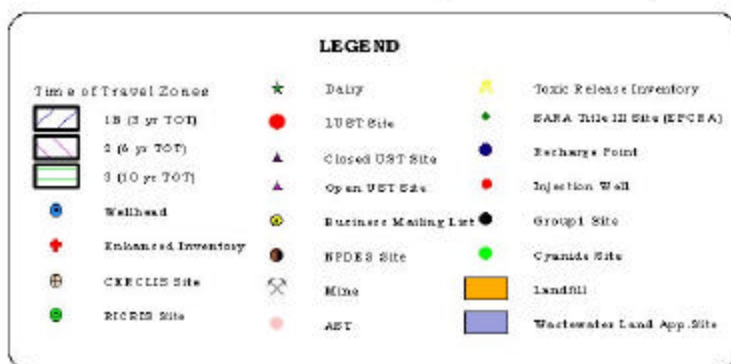 LEGEND
Time of Travel Zones
1B (3 yr TOT)
2 (6 yr TOT)
3 (10 yr TOT)
Wellhead
Enhanced Inventory
CERCLIS Site
RICRIS Site
Dairy
LUST Site
Closed UST Site
Open UST Site
Business Mailing List
NPDES Site
Mine
AST
Toxic Release Inventory
SARA Title III Site (EPCRA)
Recharge Point
Injection Well
Group1 Site
Cyanide Site
Landfill
Wastewater Land App.Site